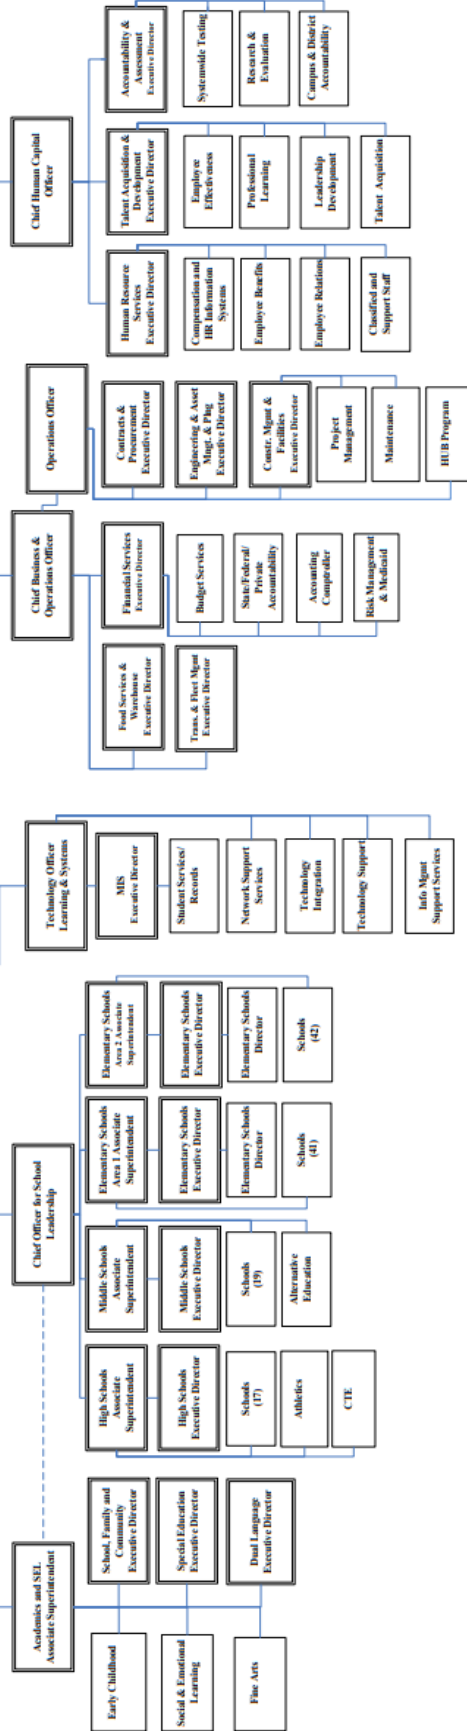 Academics and SEL
Associate Superintendent
Early Childhood
Social & Emotional
Learning
Fine Arts
School, Family and
Community
Executive Director
Special Education
Executive Director
Dual Language
Executive Director
Chief Officer for School
Leadership
High Schools
Associate
Superintendent
High Schools
Executive Director
Schools
(17)
Athletics
CTE
Middle Schools
Associate
Superintendent
Middle Schools
Executive Director
Schools
(19)
Alternative
Education
Elementary Schools
Area 1 Associate
Superintendent
Elementary Schools
Executive Director
Elementary Schools
Director
Schools
(41)
Elementary Schools
Area 2 Associate
Superintendent
Elementary Schools
Executive Director
Elementary Schools
Director
Schools
(42)
Technology Officer
Learning & Systems
MIS
Executive Director
Student Services/
Records
Network Support
Services
Technology
Integration
Technology Support
Info Mgmt
Support Services
Chief Business &
Operations Officer
Food Services &
Warehouse
Executive Director
Trans. & Fleet Mgmt
Executive Director
Financial Services
Executive Director
Budget Services
State/Federal/
Private
Accountability
Accounting
Comptroller
Risk Management
& Medicaid
Operations Officer
Contracts &
Procurement
Executive Director
Engineering & Asset
Mngt. & Plng
Executive Director
Constr. Mgmt &
Facilities
Executive Director
Project
Management
Maintenance
HUB Program
Chief Human Capital
Officer
Human Resource
Services
Executive Director
Compensation and
HR Information
Systems
Employee Benefits
Employee Relations
Classified and
Support Staff
Talent Acquisition &
Development
Executive Director
Employee
Effectiveness
Professional
Learning
Leadership
Development
Talent Acquisition
Accountability &
Assessment
Executive Director
Systemwide Testing
Research &
Evaluation
Campus & District
Accountability